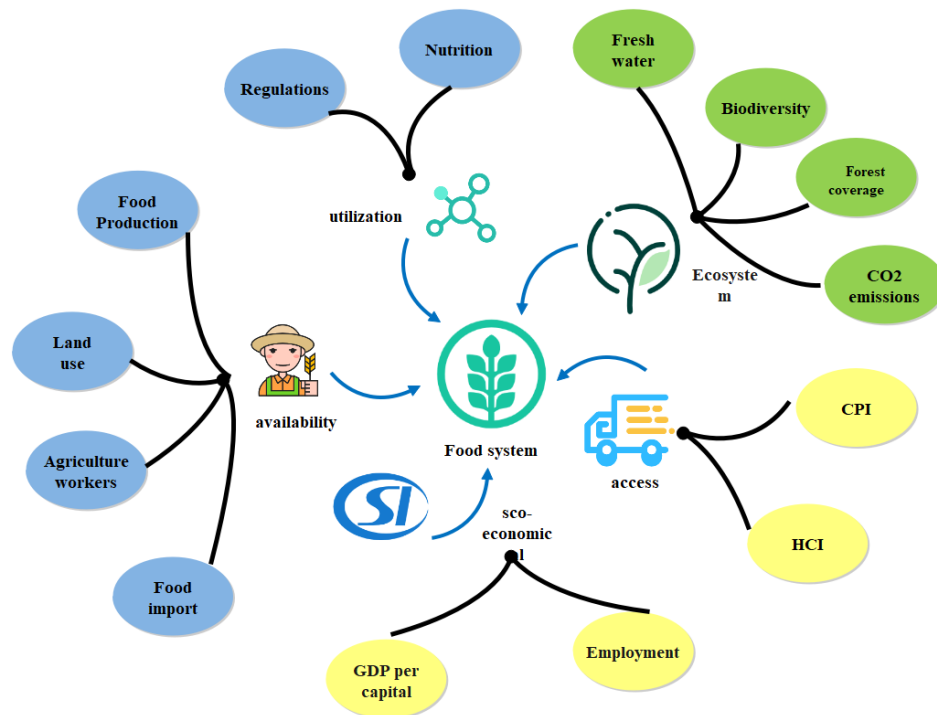 Nutrition
Regulations
Fresh
water
Biodiversity
Forest
coverage
CO2
emissions
utilization
Ecosyste
m
Food
Production
Land
use
Agriculture
workers
Food
import
availability
Food system
access
CPI
HCI
SI
sco-
economic
al
GDP per
capital
Employment